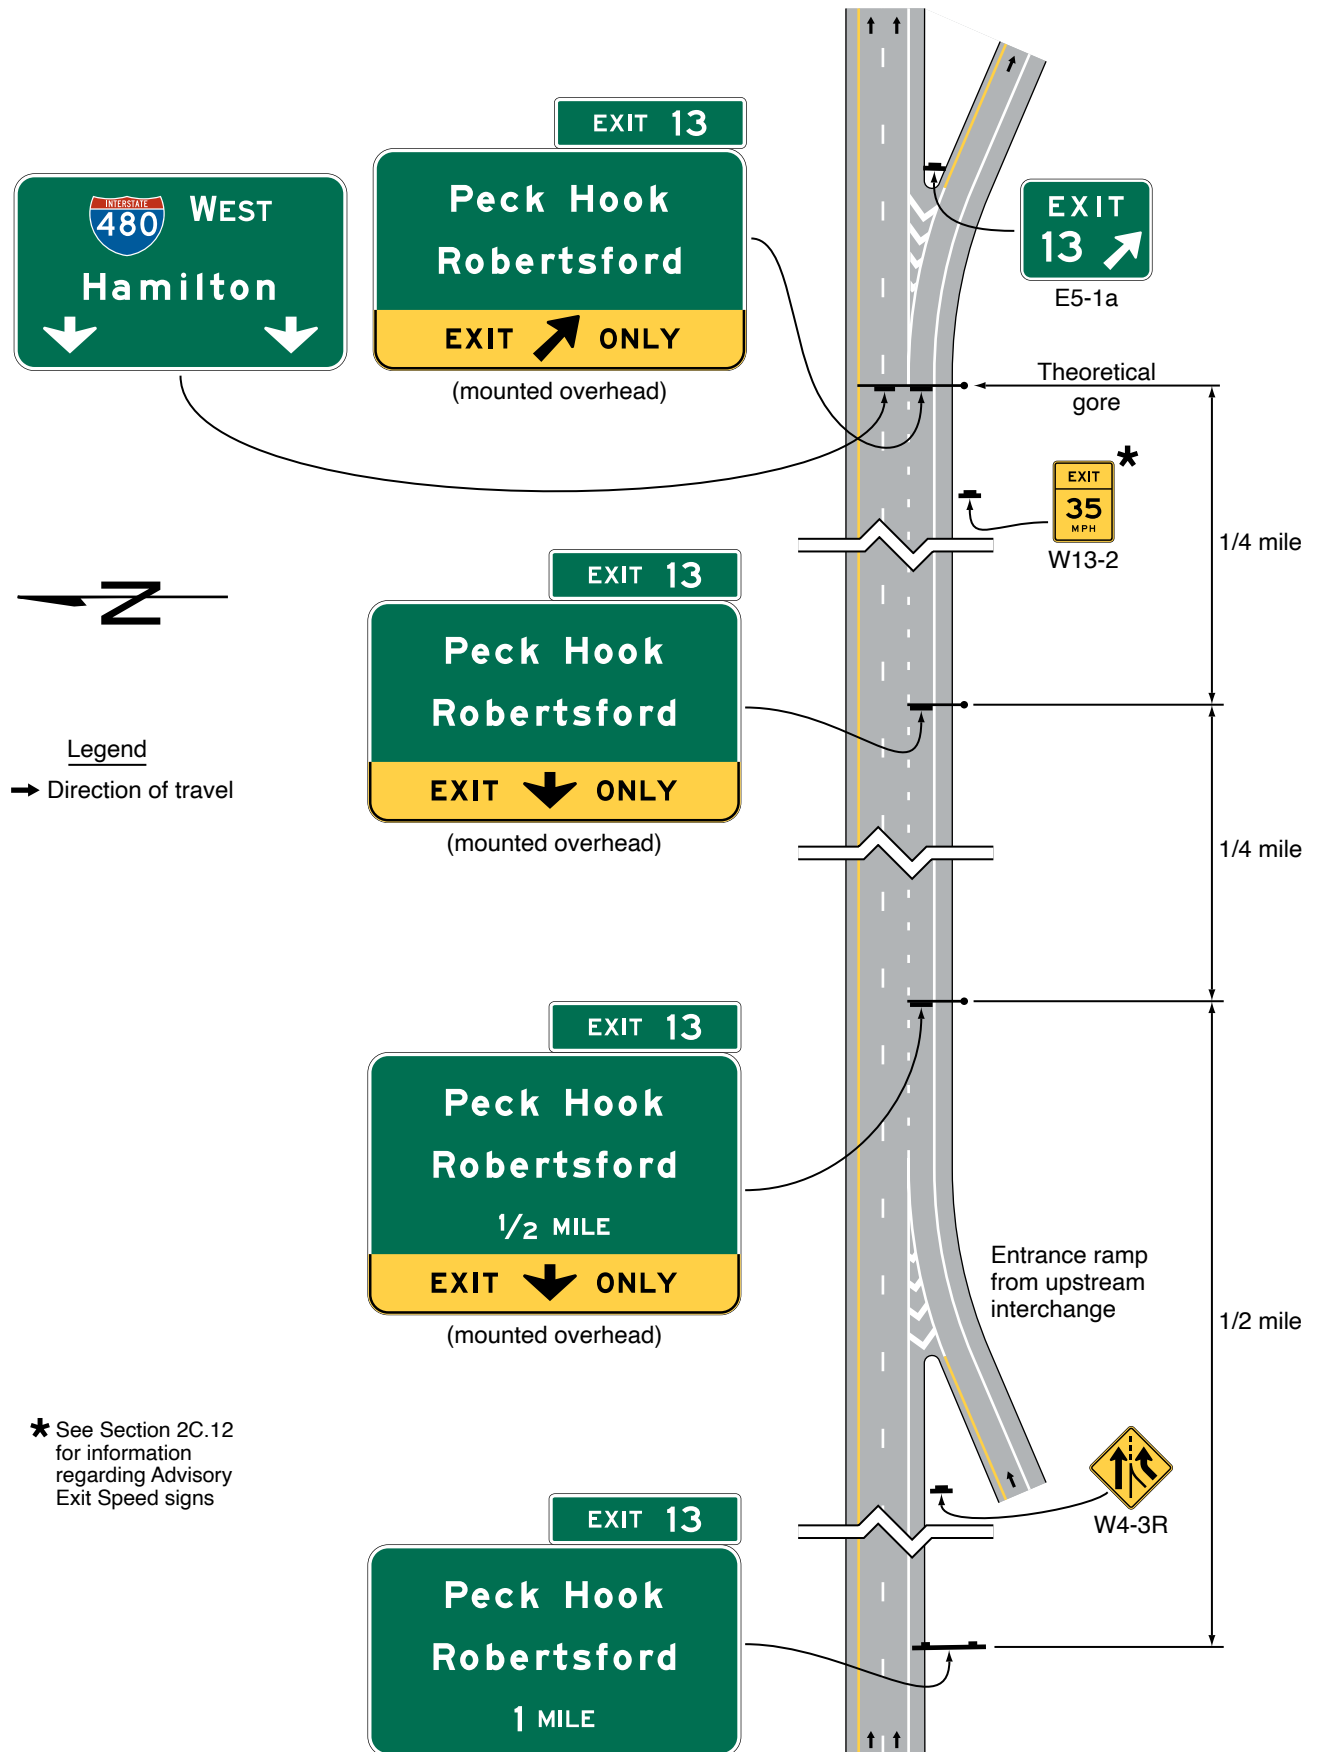 EXIT 13
Peck Hook
Robertsford
EXIT ONLY
(mounted overhead)
INTERSTATE
480
WEST
Hamilton
EXIT
13
E5-1a
Theoretical
gore
EXIT
35
MPH
*
W13-2
1/4 mile
EXIT 13
Peck Hook
Robertsford
EXIT ONLY
(mounted overhead)
N
Legend
Direction of travel
1/4 mile
EXIT 13
Peck Hook
Robertsford
1/2 MILE
EXIT ONLY
(mounted overhead)
Entrance ramp
from upstream
interchange
1/2 mile
* See Section 2C.12
for information
regarding Advisory
Exit Speed signs
W4-3R
EXIT 13
Peck Hook
Robertsford
1 MILE